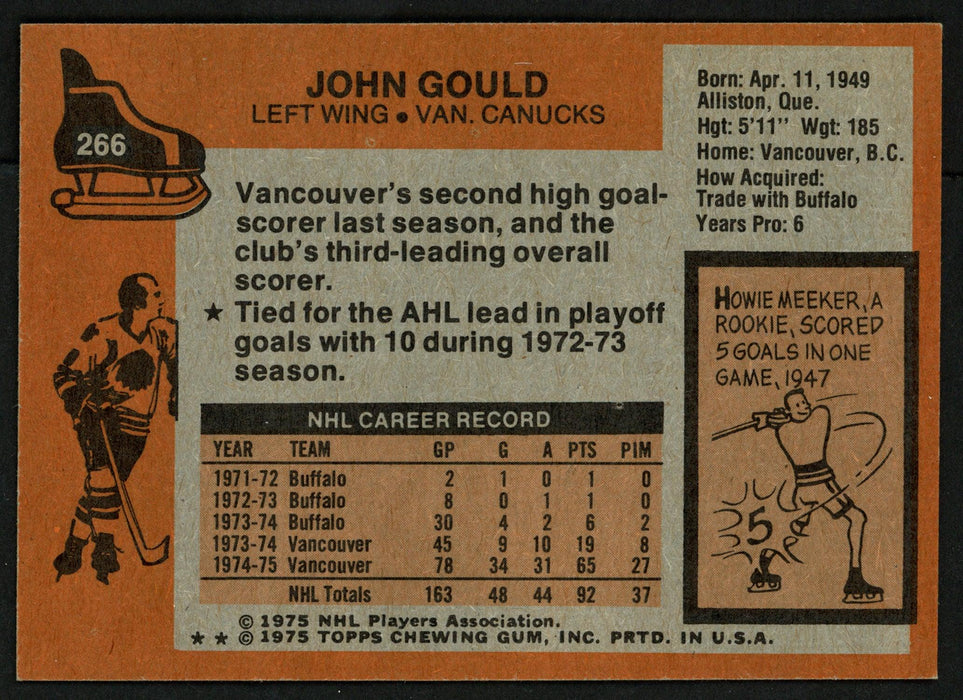 266
JOHN GOULD
LEFT WING • VAN. CANUCKS
Born: Apr. 11, 1949
Alliston, Que.
Hgt: 5'11" Wgt: 185
Home: Vancouver, B.C.
How Acquired:
Trade with Buffalo
Years Pro: 6
Vancouver's second high goal-
scorer last season, and the
club's third-leading overall
scorer.
★ Tied for the AHL lead in playoff
goals with 10 during 1972-73
season.
HOWIE MEEKER, A
ROOKIE, SCORED
5 GOALS IN ONE
GAME, 1947
5
NHL CAREER RECORD
YEAR TEAM GP G A PTS PIM
1971-72 Buffalo 2 1 0 1 0
1972-73 Buffalo 8 0 1 1 0
1973-74 Buffalo 30 4 2 6 2
1973-74 Vancouver 45 9 10 19 8
1974-75 Vancouver 78 34 31 65 27
NHL Totals 163 48 44 92 37
© 1975 NHL Players Association.
★ ★ © 1975 TOPPS CHEWING GUM, INC. PRTD. IN U.S.A.